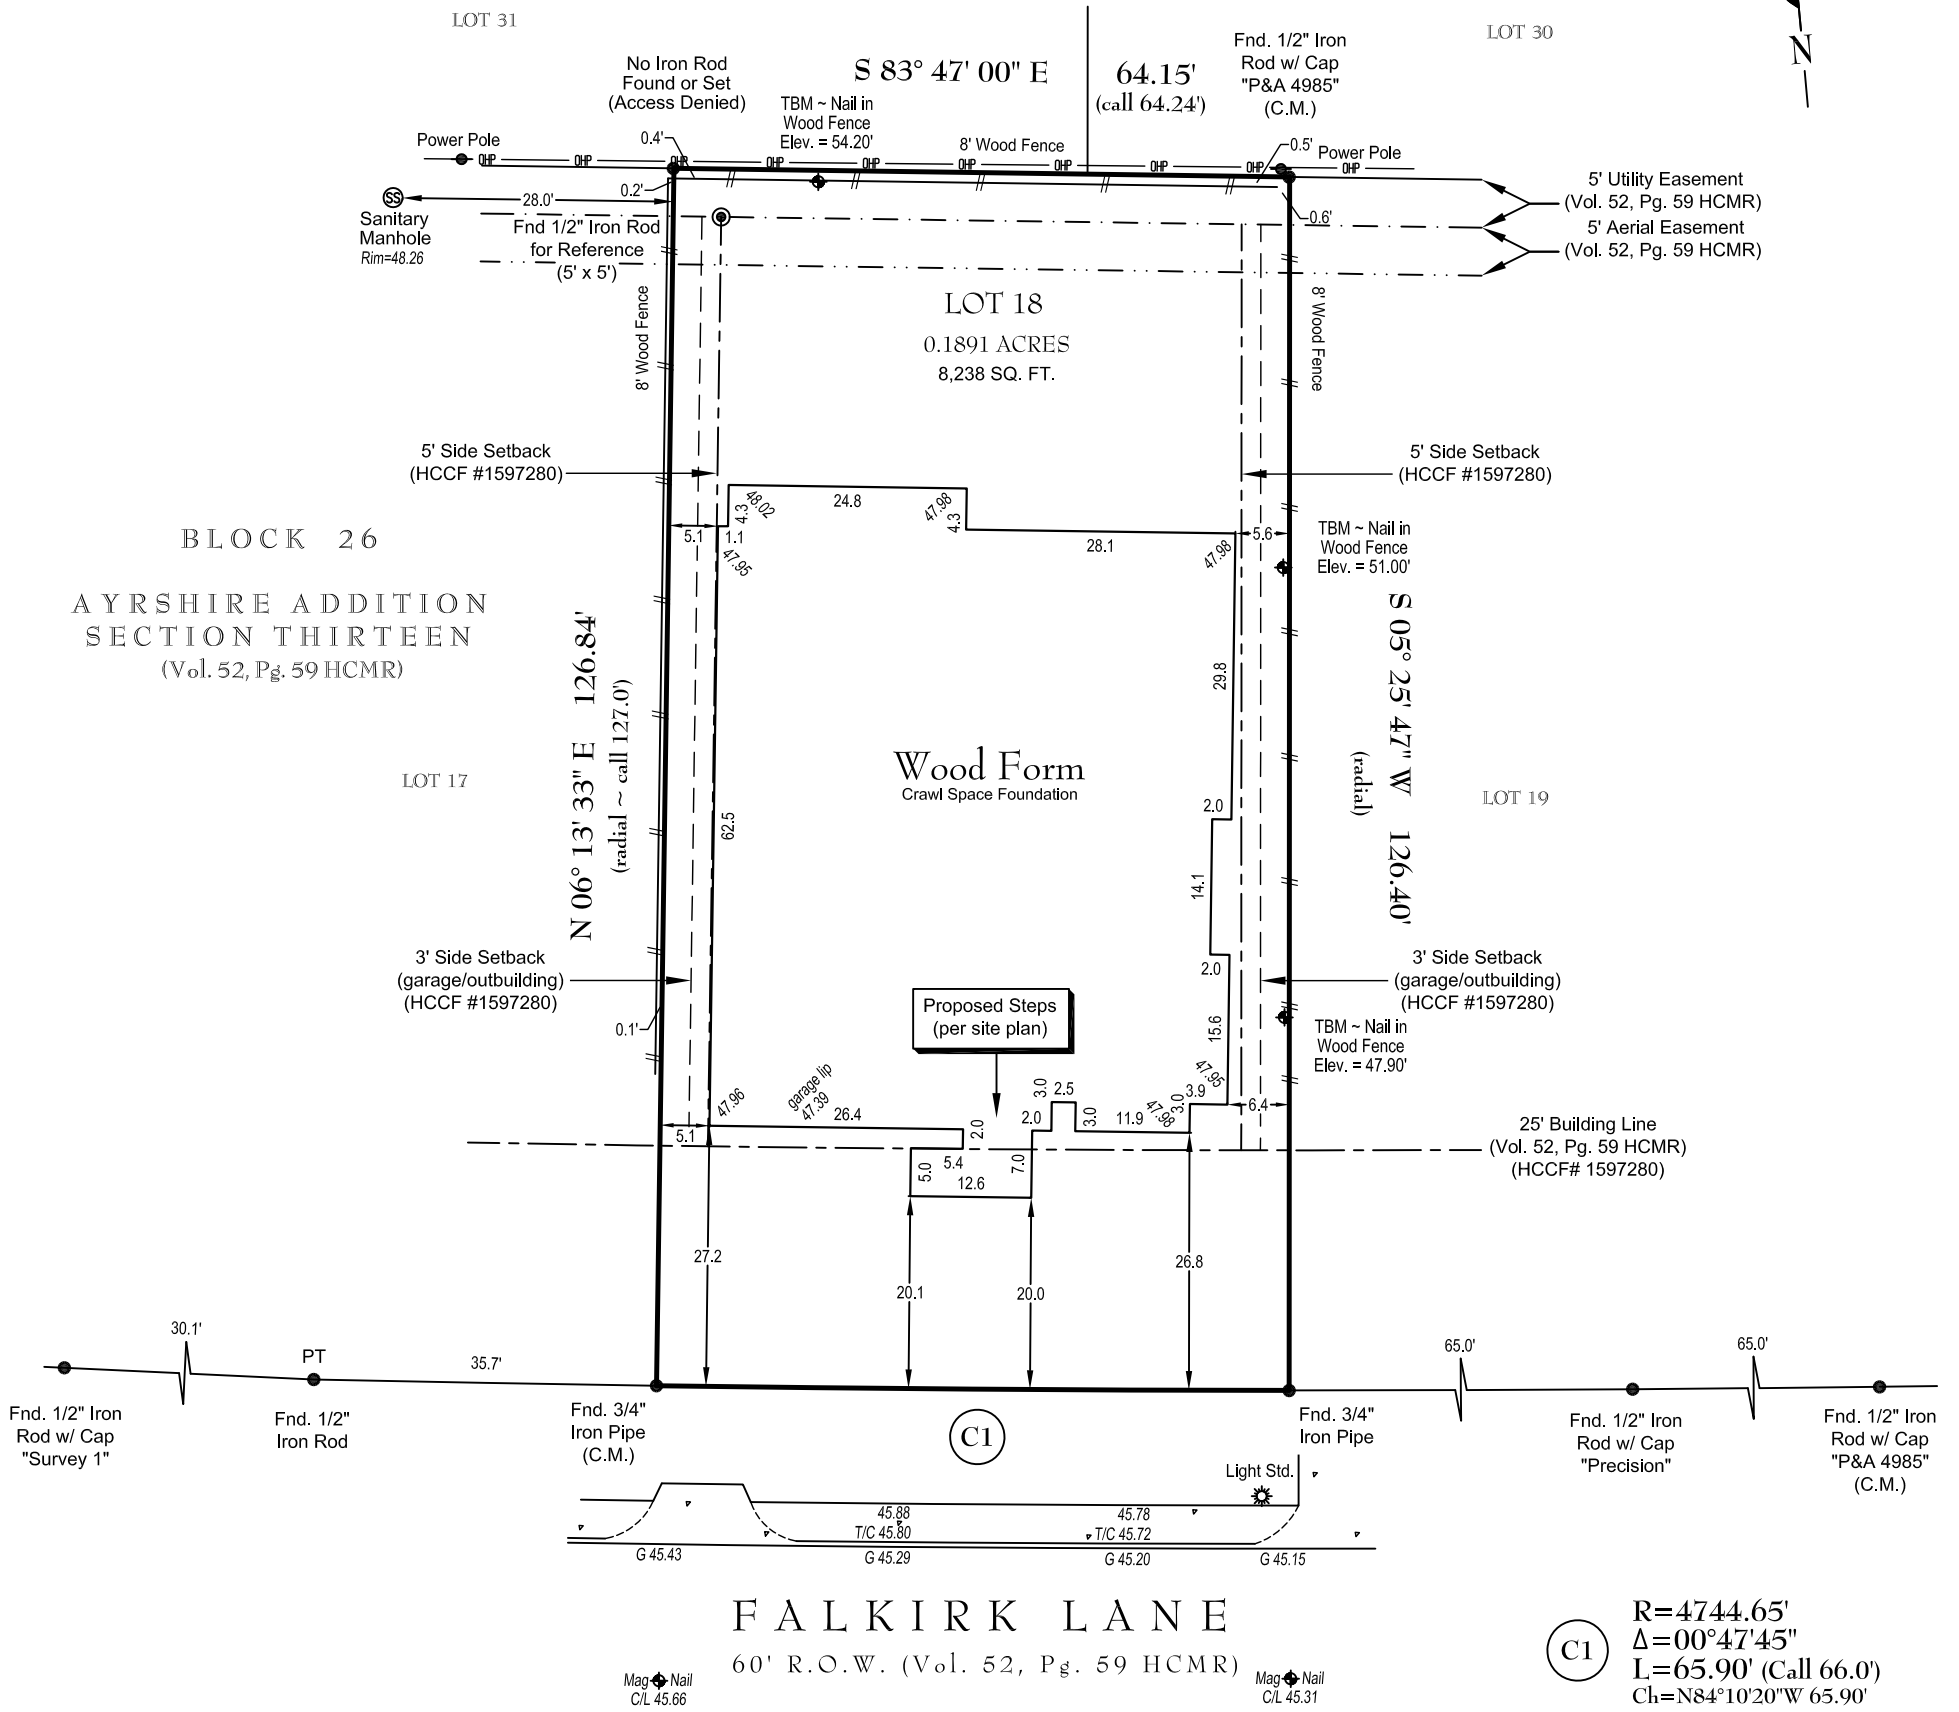 LOT 31
LOT 30
N
No Iron Rod
Found or Set
(Access Denied)
S 83° 47' 00" E
64.15'
(call 64.24')
Fnd. 1/2" Iron
Rod w/ Cap
"P&A 4985"
(C.M.)
TBM ~ Nail in
Wood Fence
Elev. = 54.20'
Power Pole
0.4'
8' Wood Fence
0.5'
Power Pole
OHP OHP OHP OHP OHP OHP OHP OHP OHP OHP
SS
Sanitary
Manhole
Rim=48.26
28.0'
0.2'
0.6'
Fnd 1/2" Iron Rod
for Reference
(5' x 5')
5' Utility Easement
(Vol. 52, Pg. 59 HCMR)
5' Aerial Easement
(Vol. 52, Pg. 59 HCMR)
8' Wood Fence
8' Wood Fence
LOT 18
0.1891 ACRES
8,238 SQ. FT.
5' Side Setback
(HCCF #1597280)
5' Side Setback
(HCCF #1597280)
BLOCK 26
AYRSHIRE ADDITION
SECTION THIRTEEN
(Vol. 52, Pg. 59 HCMR)
5.1
1.1
4.3
48.02
47.95
24.8
47.98
4.3
28.1
47.98
5.6
TBM ~ Nail in
Wood Fence
Elev. = 51.00'
N 06° 13' 33" E 126.84'
(radial ~ call 127.0')
S 05° 25' 47" W 126.40'
(radial)
29.8
62.5
Wood Form
Crawl Space Foundation
LOT 17
LOT 19
2.0
14.1
2.0
15.6
3' Side Setback
(garage/outbuilding)
(HCCF #1597280)
3' Side Setback
(garage/outbuilding)
(HCCF #1597280)
0.1'
Proposed Steps
(per site plan)
TBM ~ Nail in
Wood Fence
Elev. = 47.90'
47.96
garage lip
47.39
26.4
5.1
2.0
5.4
5.0
12.6
7.0
2.0
3.0
2.5
3.0
11.9
47.98
3.0
3.9
47.95
6.4
25' Building Line
(Vol. 52, Pg. 59 HCMR)
(HCCF# 1597280)
27.2
20.1
20.0
26.8
30.1'
PT
35.7'
65.0'
65.0'
Fnd. 1/2" Iron
Rod w/ Cap
"Survey 1"
Fnd. 1/2"
Iron Rod
Fnd. 3/4"
Iron Pipe
(C.M.)
C1
Fnd. 3/4"
Iron Pipe
Fnd. 1/2" Iron
Rod w/ Cap
"Precision"
Fnd. 1/2" Iron
Rod w/ Cap
"P&A 4985"
(C.M.)
Light Std.
45.88
45.78
T/C 45.80
T/C 45.72
G 45.43
G 45.29
G 45.20
G 45.15
FALKIRK LANE
60' R.O.W. (Vol. 52, Pg. 59 HCMR)
Mag Nail
C/L 45.66
Mag Nail
C/L 45.31
C1
R=4744.65'
Δ=00°47'45"
L=65.90' (Call 66.0')
Ch=N84°10'20"W 65.90'